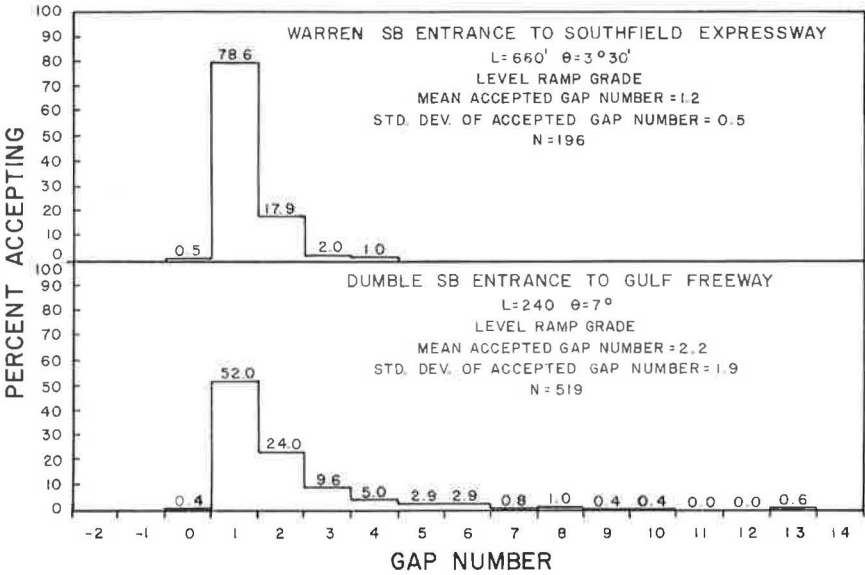 PERCENT ACCEPTING
100
90
80
70
60
50
40
30
20
10
0
WARREN SB ENTRANCE TO SOUTHFIELD EXPRESSWAY
L=660' θ=3°30'
LEVEL RAMP GRADE
MEAN ACCEPTED GAP NUMBER=1.2
STD. DEV. OF ACCEPTED GAP NUMBER=0.5
N=196
0.5 78.6 17.9 2.0 1.0
100
90
80
70
60
50
40
30
20
10
0
DUMBLE SB ENTRANCE TO GULF FREEWAY
L=240 θ=7°
LEVEL RAMP GRADE
MEAN ACCEPTED GAP NUMBER=2.2
STD. DEV. OF ACCEPTED GAP NUMBER=1.9
N=519
0.4 52.0 24.0 9.6 5.0 2.9 2.9 0.8 1.0 0.4 0.4 0.0 0.0 0.6
-2 -1 0 1 2 3 4 5 6 7 8 9 10 11 12 13 14
GAP NUMBER